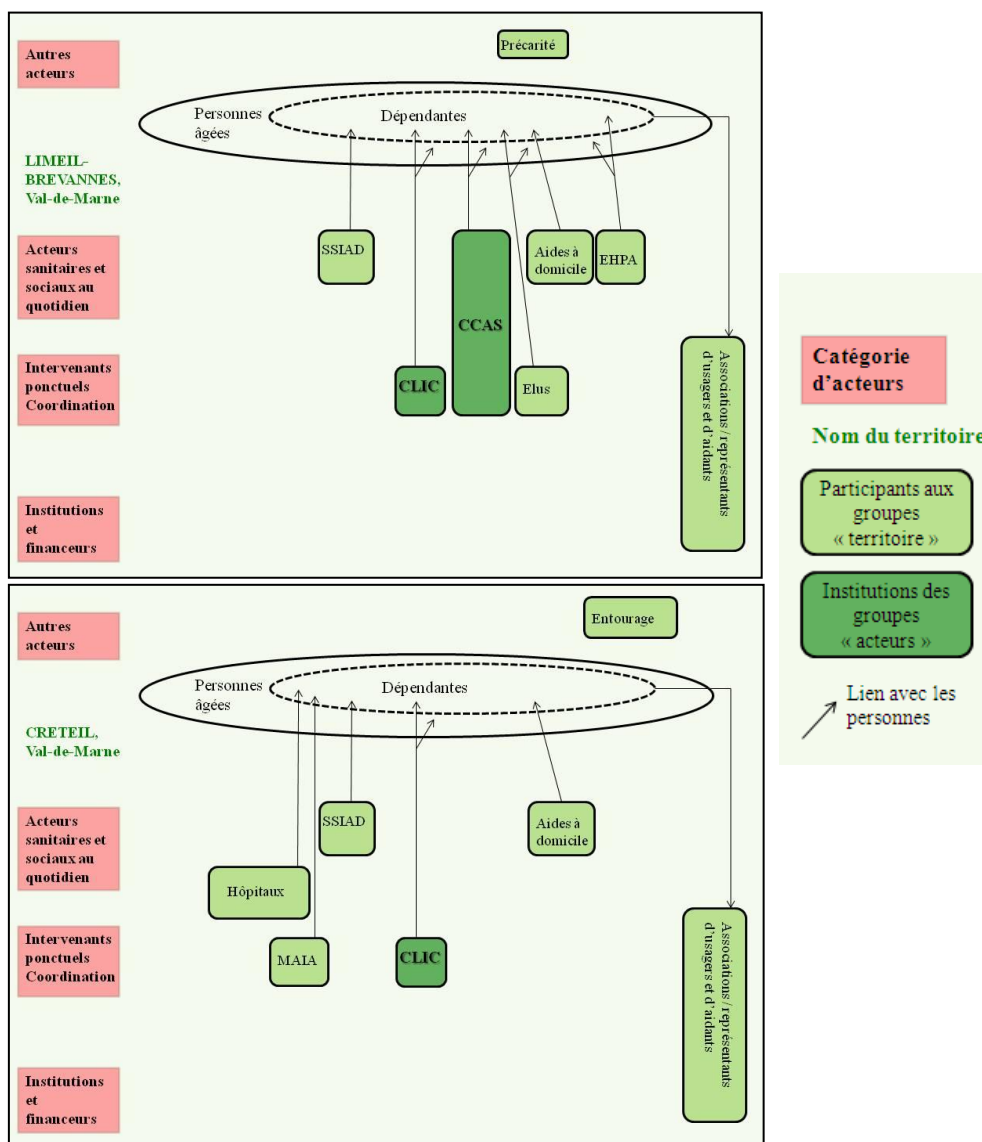 Autres
acteurs
Précarité
Personnes
âgées
Dépendantes
LIMEIL-
BREVANNES,
Val-de-Marne
Acteurs
sanitaires et
sociaux au
quotidien
SSIAD
CCAS
Aides à
domicile
EHPA
Intervenants
ponctuels
Coordination
CLIC
Elus
Associations / représentants
d'usagers et d'aidants
Institutions
et
financeurs
Autres
acteurs
Entourage
Personnes
âgées
Dépendantes
CRETEIL,
Val-de-Marne
Acteurs
sanitaires et
sociaux au
quotidien
SSIAD
Aides à
domicile
Hôpitaux
Intervenants
ponctuels
Coordination
MAIA
CLIC
Associations / représentants
d'usagers et d'aidants
Institutions
et
financeurs
Catégorie
d'acteurs
Nom du territoire
Participants aux
groupes
« territoire »
Institutions des
groupes
« acteurs »
Lien avec les
personnes